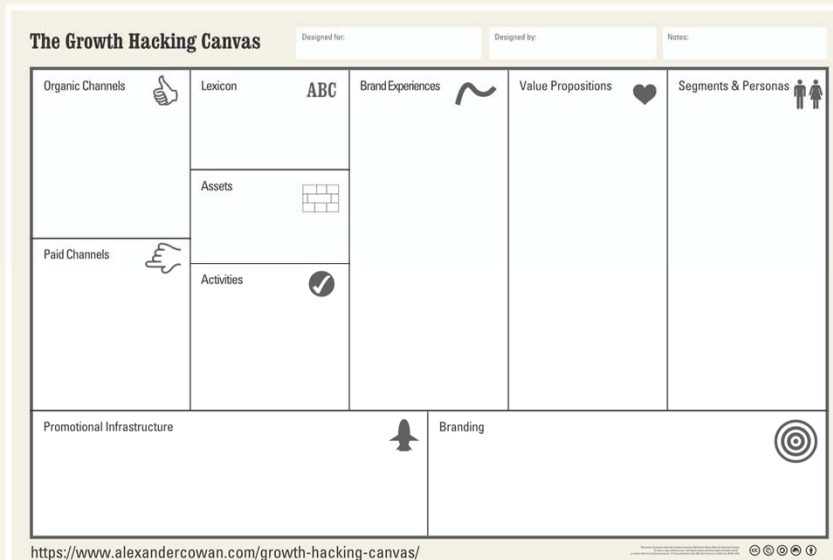 The Growth Hacking Canvas
Designed for:
Designed by:
Notes:
Organic Channels
Lexicon
ABC
Brand Experiences
Value Propositions
Segments & Personas
Assets
Paid Channels
Activities
Promotional Infrastructure
Branding
https://www.alexandercowan.com/growth-hacking-canvas/